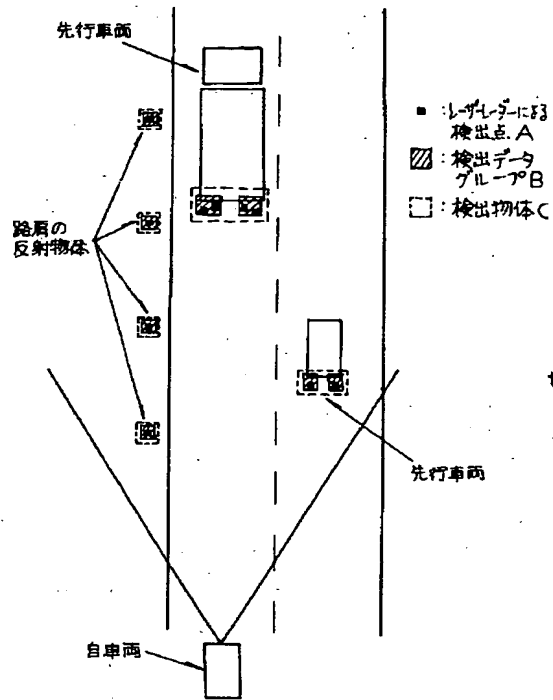 先行車両
■ : レーザレーダーによる
検出点 A
: 検出データ
グループB
: 検出物体C
路肩の
反射物体
先行車両
自車両